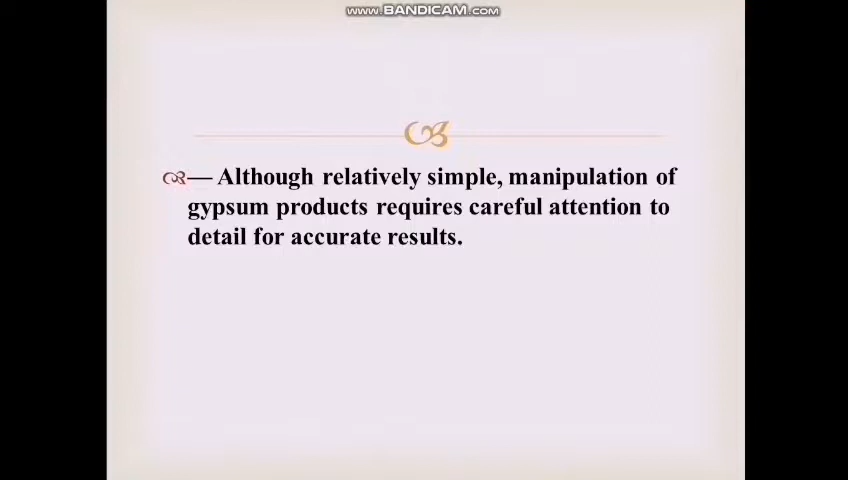 www.BANDICAM.com
— Although relatively simple, manipulation of
gypsum products requires careful attention to
detail for accurate results.